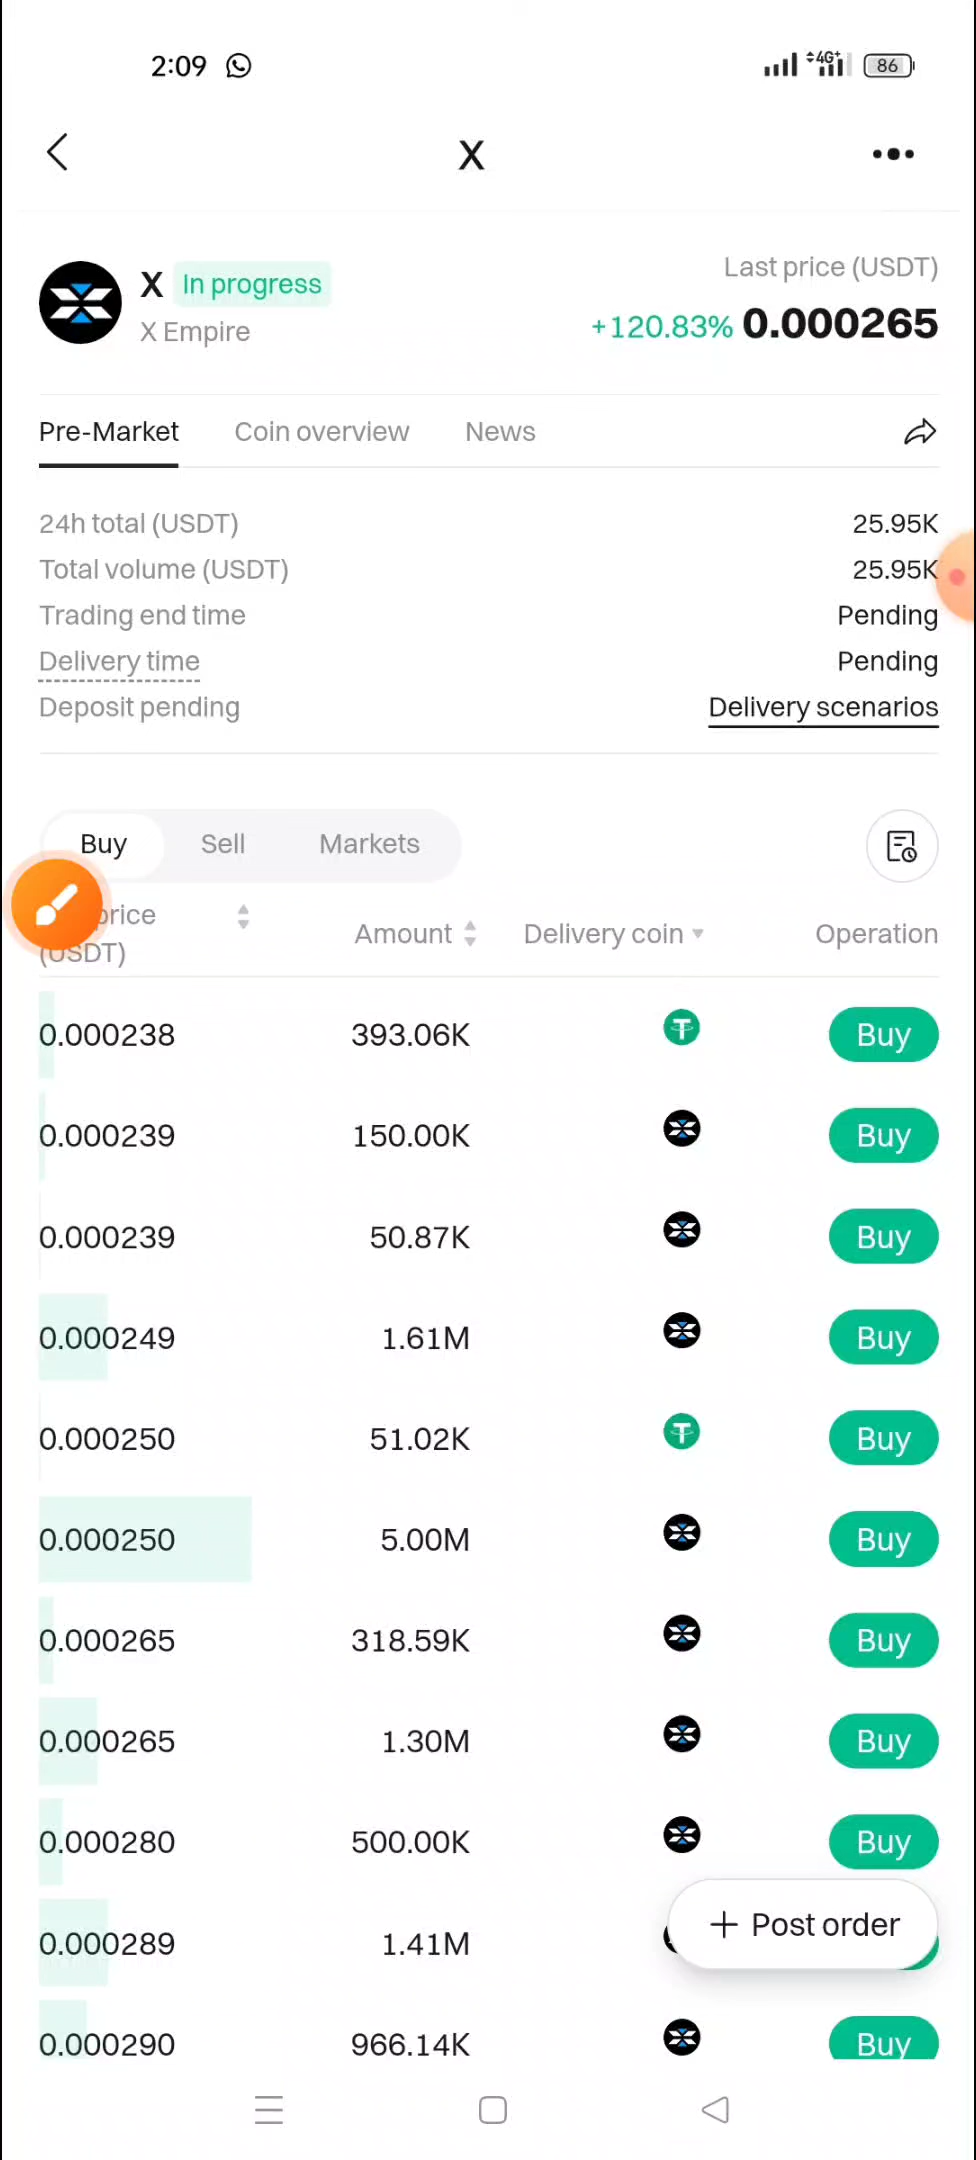 2:09 4G+ 86
X
X In progress
X Empire
Last price (USDT)
+120.83% 0.000265
Pre-Market Coin overview News
24h total (USDT) 25.95K
Total volume (USDT) 25.95K
Trading end time Pending
Delivery time Pending
Deposit pending Delivery scenarios
Buy Sell Markets
price
(USDT) Amount Delivery coin Operation
0.000238 393.06K Buy
0.000239 150.00K Buy
0.000239 50.87K Buy
0.000249 1.61M Buy
0.000250 51.02K Buy
0.000250 5.00M Buy
0.000265 318.59K Buy
0.000265 1.30M Buy
0.000280 500.00K Buy
+ Post order
0.000289 1.41M
0.000290 966.14K Buy